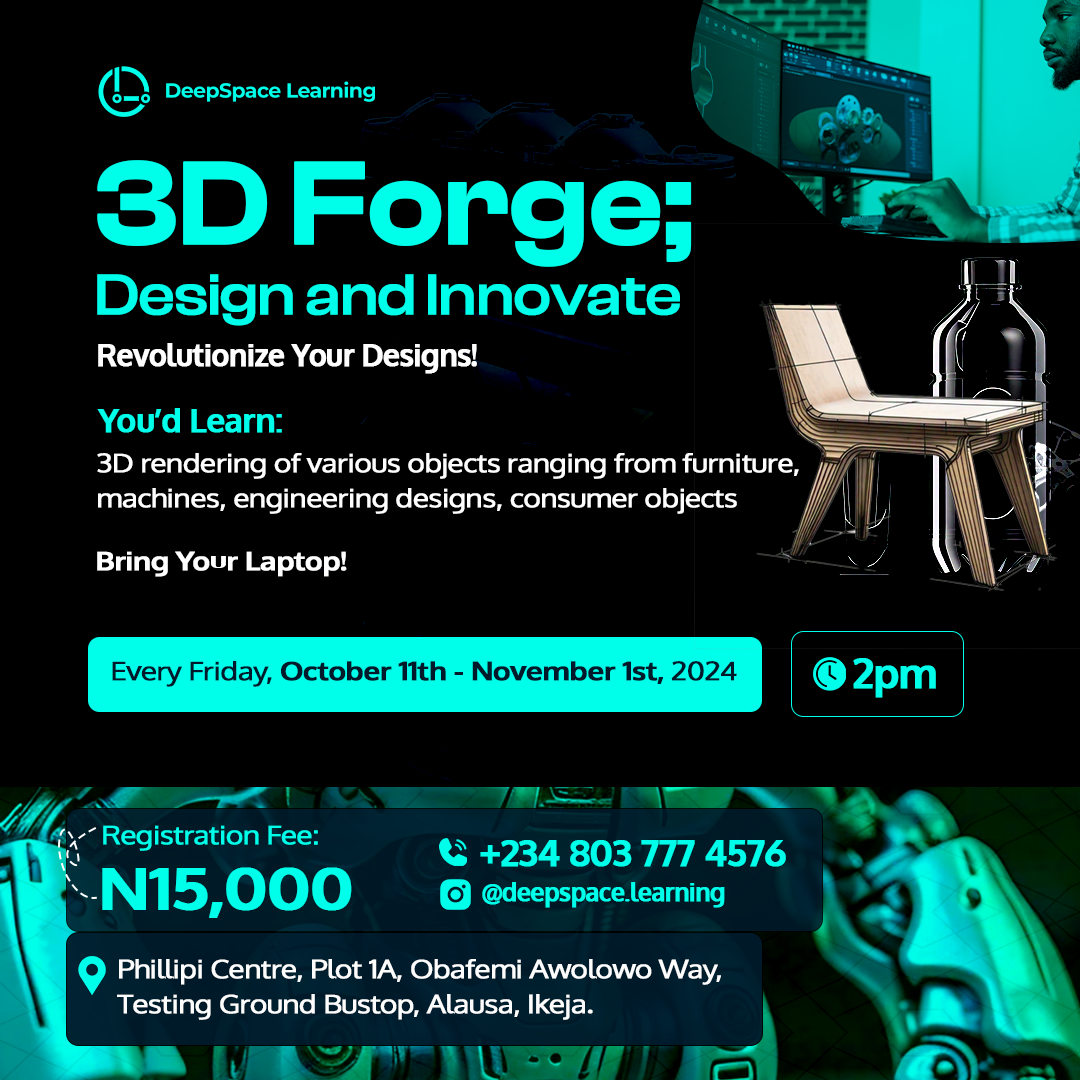 DeepSpace Learning
3D Forge;
Design and Innovate
Revolutionize Your Designs!
You'd Learn:
3D rendering of various objects ranging from furniture,
machines, engineering designs, consumer objects
Bring Your Laptop!
Every Friday, October 11th - November 1st, 2024
2pm
Registration Fee:
N15,000
+234 803 777 4576
@deepspace.learning
Phillipi Centre, Plot 1A, Obafemi Awolowo Way,
Testing Ground Bustop, Alausa, Ikeja.